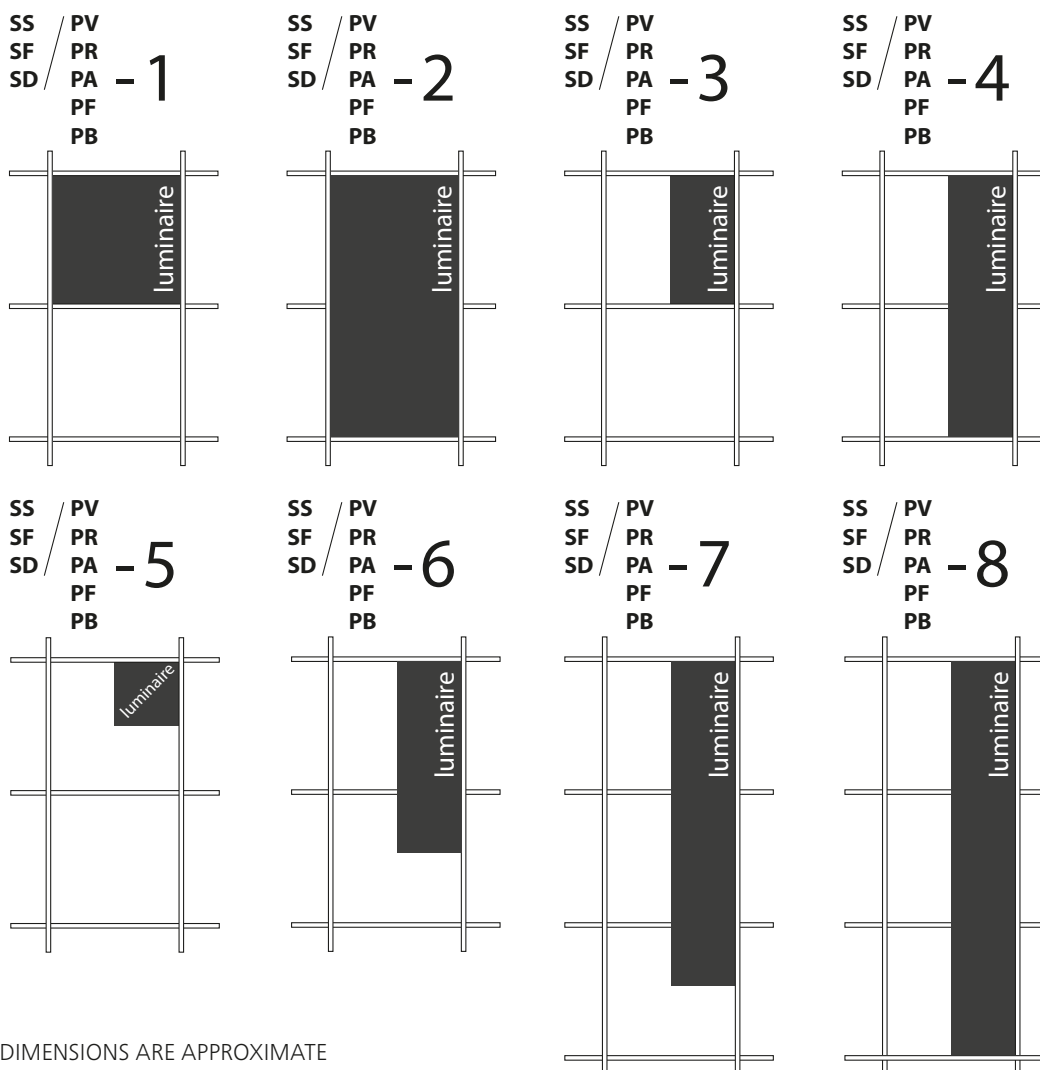 SS / PV
SF PR
SD PA -1
PF
PB
luminaire
SS / PV
SF PR
SD PA -2
PF
PB
luminaire
SS / PV
SF PR
SD PA -3
PF
PB
luminaire
SS / PV
SF PR
SD PA -4
PF
PB
luminaire
SS / PV
SF PR
SD PA -5
PF
PB
luminaire
SS / PV
SF PR
SD PA -6
PF
PB
luminaire
SS / PV
SF PR
SD PA -7
PF
PB
luminaire
SS / PV
SF PR
SD PA -8
PF
PB
luminaire
DIMENSIONS ARE APPROXIMATE